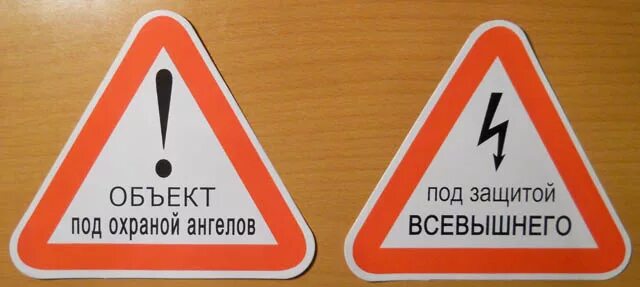 !
ОБЪЕКТ
под охраной ангелов
под защитой
ВСЕВЫШНЕГО